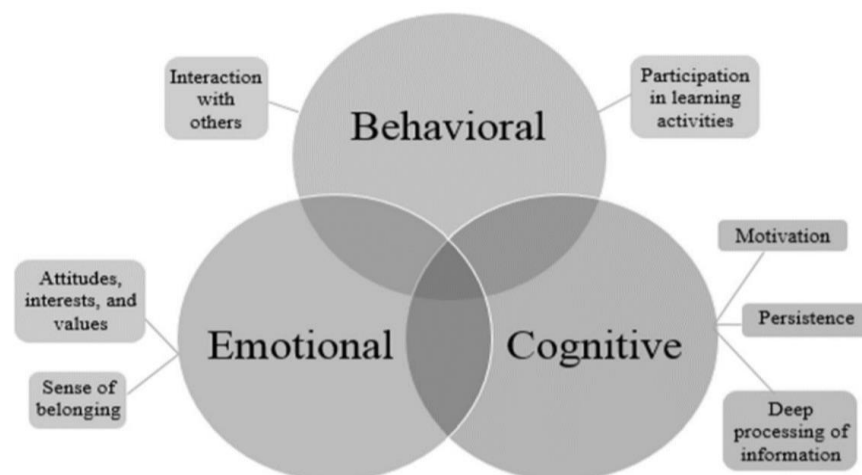 Interaction
with
others
Behavioral
Participation
in learning
activities
Attitudes,
interests, and
values
Sense of
belonging
Emotional
Cognitive
Motivation
Persistence
Deep
processing of
information